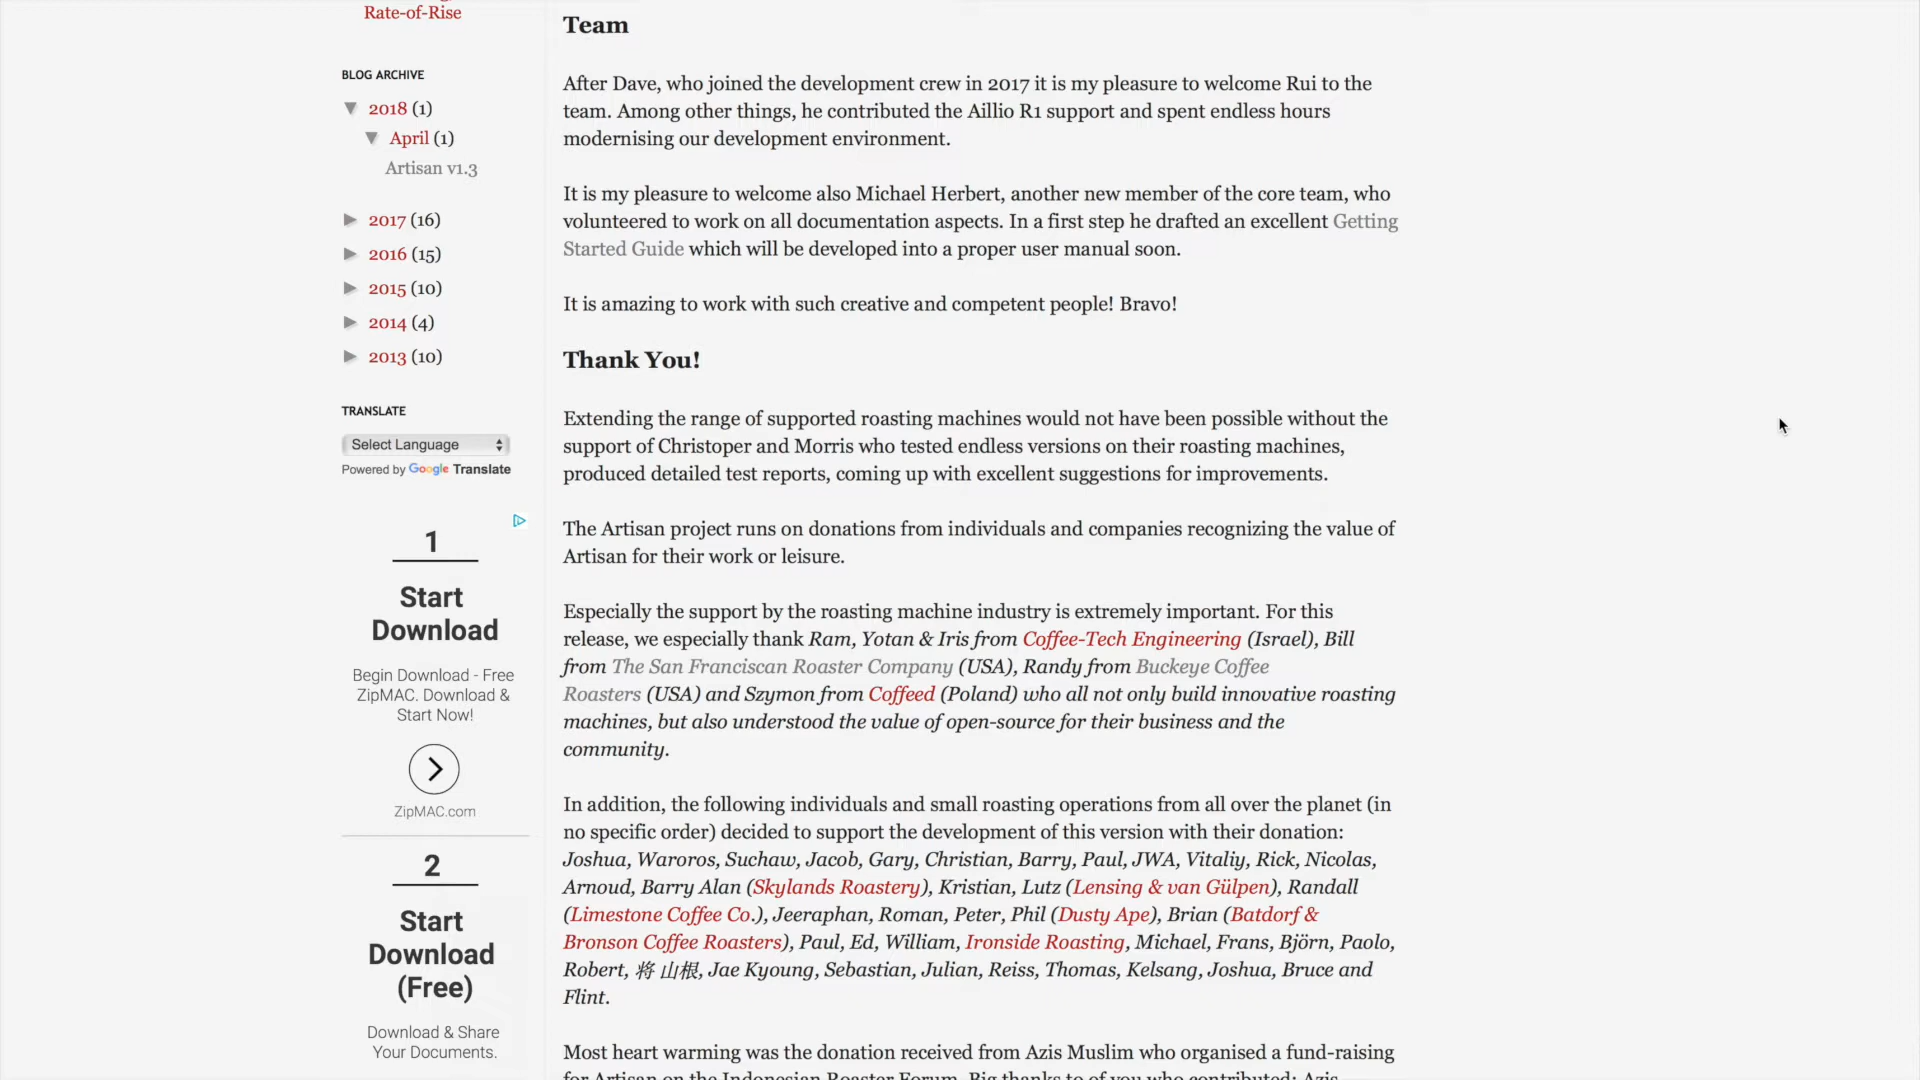 Rate-of-Rise
BLOG ARCHIVE
▼ 2018 (1)
▼ April (1)
Artisan v1.3
► 2017 (16)
► 2016 (15)
► 2015 (10)
► 2014 (4)
► 2013 (10)
TRANSLATE
Select Language
Powered by Google Translate
1
Start
Download
Begin Download - Free
ZipMAC. Download &
Start Now!
ZipMAC.com
2
Start
Download
(Free)
Download & Share
Your Documents.
Team
After Dave, who joined the development crew in 2017 it is my pleasure to welcome Rui to the
team. Among other things, he contributed the Aillio R1 support and spent endless hours
modernising our development environment.
It is my pleasure to welcome also Michael Herbert, another new member of the core team, who
volunteered to work on all documentation aspects. In a first step he drafted an excellent Getting
Started Guide which will be developed into a proper user manual soon.
It is amazing to work with such creative and competent people! Bravo!
Thank You!
Extending the range of supported roasting machines would not have been possible without the
support of Christoper and Morris who tested endless versions on their roasting machines,
produced detailed test reports, coming up with excellent suggestions for improvements.
The Artisan project runs on donations from individuals and companies recognizing the value of
Artisan for their work or leisure.
Especially the support by the roasting machine industry is extremely important. For this
release, we especially thank Ram, Yotan & Iris from Coffee-Tech Engineering (Israel), Bill
from The San Franciscan Roaster Company (USA), Randy from Buckeye Coffee
Roasters (USA) and Szymon from Coffeed (Poland) who all not only build innovative roasting
machines, but also understood the value of open-source for their business and the
community.
In addition, the following individuals and small roasting operations from all over the planet (in
no specific order) decided to support the development of this version with their donation:
Joshua, Waroros, Suchaw, Jacob, Gary, Christian, Barry, Paul, JWA, Vitaliy, Rick, Nicolas,
Arnoud, Barry Alan (Skylands Roastery), Kristian, Lutz (Lensing & van Gülpen), Randall
(Limestone Coffee Co.), Jeeraphan, Roman, Peter, Phil (Dusty Ape), Brian (Batdorf &
Bronson Coffee Roasters), Paul, Ed, William, Ironside Roasting, Michael, Frans, Björn, Paolo,
Robert, 将 山根, Jae Kyoung, Sebastian, Julian, Reiss, Thomas, Kelsang, Joshua, Bruce and
Flint.
Most heart warming was the donation received from Azis Muslim who organised a fund-raising
for Artisan on the Indonesian Roaster Forum. Big thanks to of you who contributed: Azis